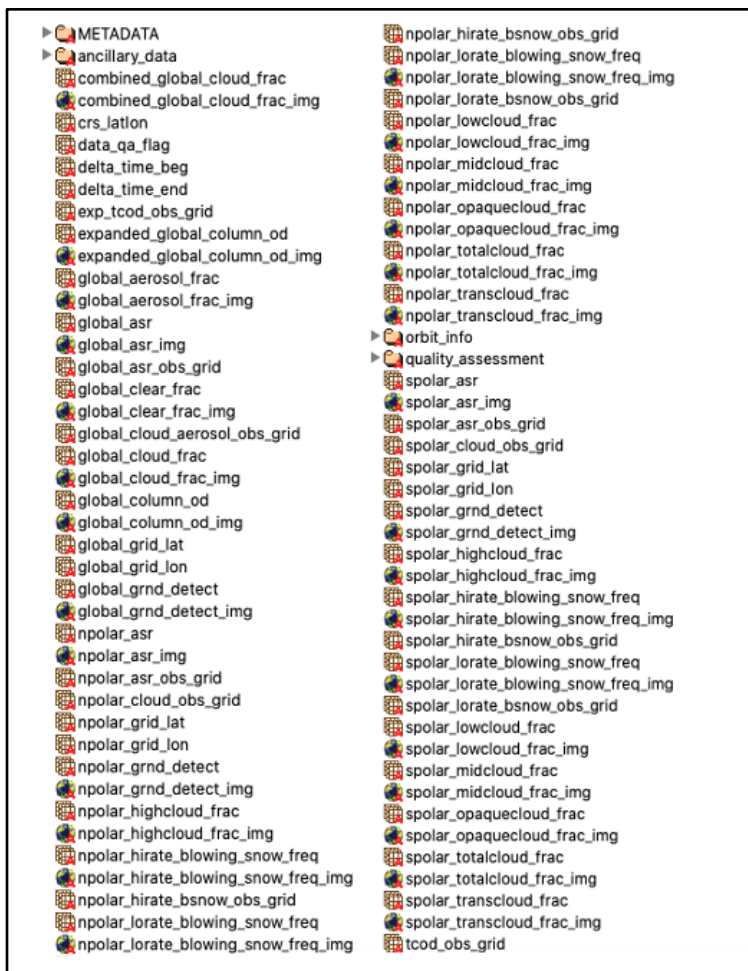 METADATA
ancillary_data
combined_global_cloud_frac
combined_global_cloud_frac_img
crs_latlon
data_qa_flag
delta_time_beg
delta_time_end
exp_tcod_obs_grid
expanded_global_column_od
expanded_global_column_od_img
global_aerosol_frac
global_aerosol_frac_img
global_asr
global_asr_img
global_asr_obs_grid
global_clear_frac
global_clear_frac_img
global_cloud_aerosol_obs_grid
global_cloud_frac
global_cloud_frac_img
global_column_od
global_column_od_img
global_grid_lat
global_grid_lon
global_grnd_detect
global_grnd_detect_img
npolar_asr
npolar_asr_img
npolar_asr_obs_grid
npolar_cloud_obs_grid
npolar_grid_lat
npolar_grid_lon
npolar_grnd_detect
npolar_grnd_detect_img
npolar_highcloud_frac
npolar_highcloud_frac_img
npolar_hirate_blowing_snow_freq
npolar_hirate_blowing_snow_freq_img
npolar_hirate_bsnow_obs_grid
npolar_lorate_blowing_snow_freq
npolar_lorate_blowing_snow_freq_img
npolar_hirate_bsnow_obs_grid
npolar_lorate_blowing_snow_freq
npolar_lorate_blowing_snow_freq_img
npolar_lorate_bsnow_obs_grid
npolar_lowcloud_frac
npolar_lowcloud_frac_img
npolar_midcloud_frac
npolar_midcloud_frac_img
npolar_opaquecloud_frac
npolar_opaquecloud_frac_img
npolar_totalcloud_frac
npolar_totalcloud_frac_img
npolar_transcloud_frac
npolar_transcloud_frac_img
orbit_info
quality_assessment
spolar_asr
spolar_asr_img
spolar_asr_obs_grid
spolar_cloud_obs_grid
spolar_grid_lat
spolar_grid_lon
spolar_grnd_detect
spolar_grnd_detect_img
spolar_highcloud_frac
spolar_highcloud_frac_img
spolar_hirate_blowing_snow_freq
spolar_hirate_blowing_snow_freq_img
spolar_hirate_bsnow_obs_grid
spolar_lorate_blowing_snow_freq
spolar_lorate_blowing_snow_freq_img
spolar_lorate_bsnow_obs_grid
spolar_lowcloud_frac
spolar_lowcloud_frac_img
spolar_midcloud_frac
spolar_midcloud_frac_img
spolar_opaquecloud_frac
spolar_opaquecloud_frac_img
spolar_totalcloud_frac
spolar_totalcloud_frac_img
spolar_transcloud_frac
spolar_transcloud_frac_img
tcod_obs_grid